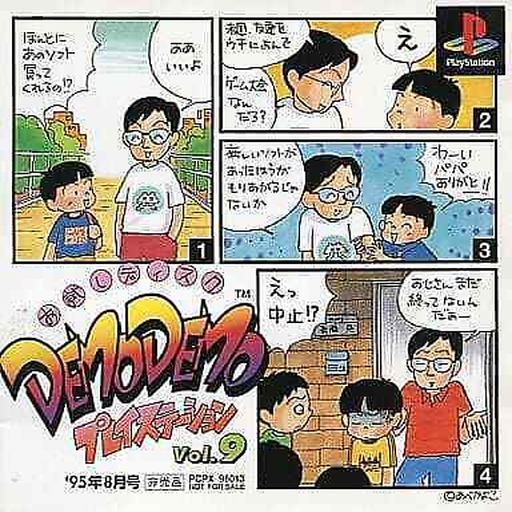 ほんとに
あのソフト
買って
くれるの!?
ああ
いいよ
1
友達を
ウチによんで
ゲーム大会
なん
だろ?
え
PlayStation
2
新しいソフトが
あったほうが
もりあがるじゃ
ないか
わーい
パパ
ありがと!!
3
おためしディスク
DEMODEMO
TM
プレイステーション
Vol.9
'95年8月号
非売品
PCPX 96013
NOT FOR SALE
えっ
中止!?
おじさんまだ
終ってないん
だぁー
4